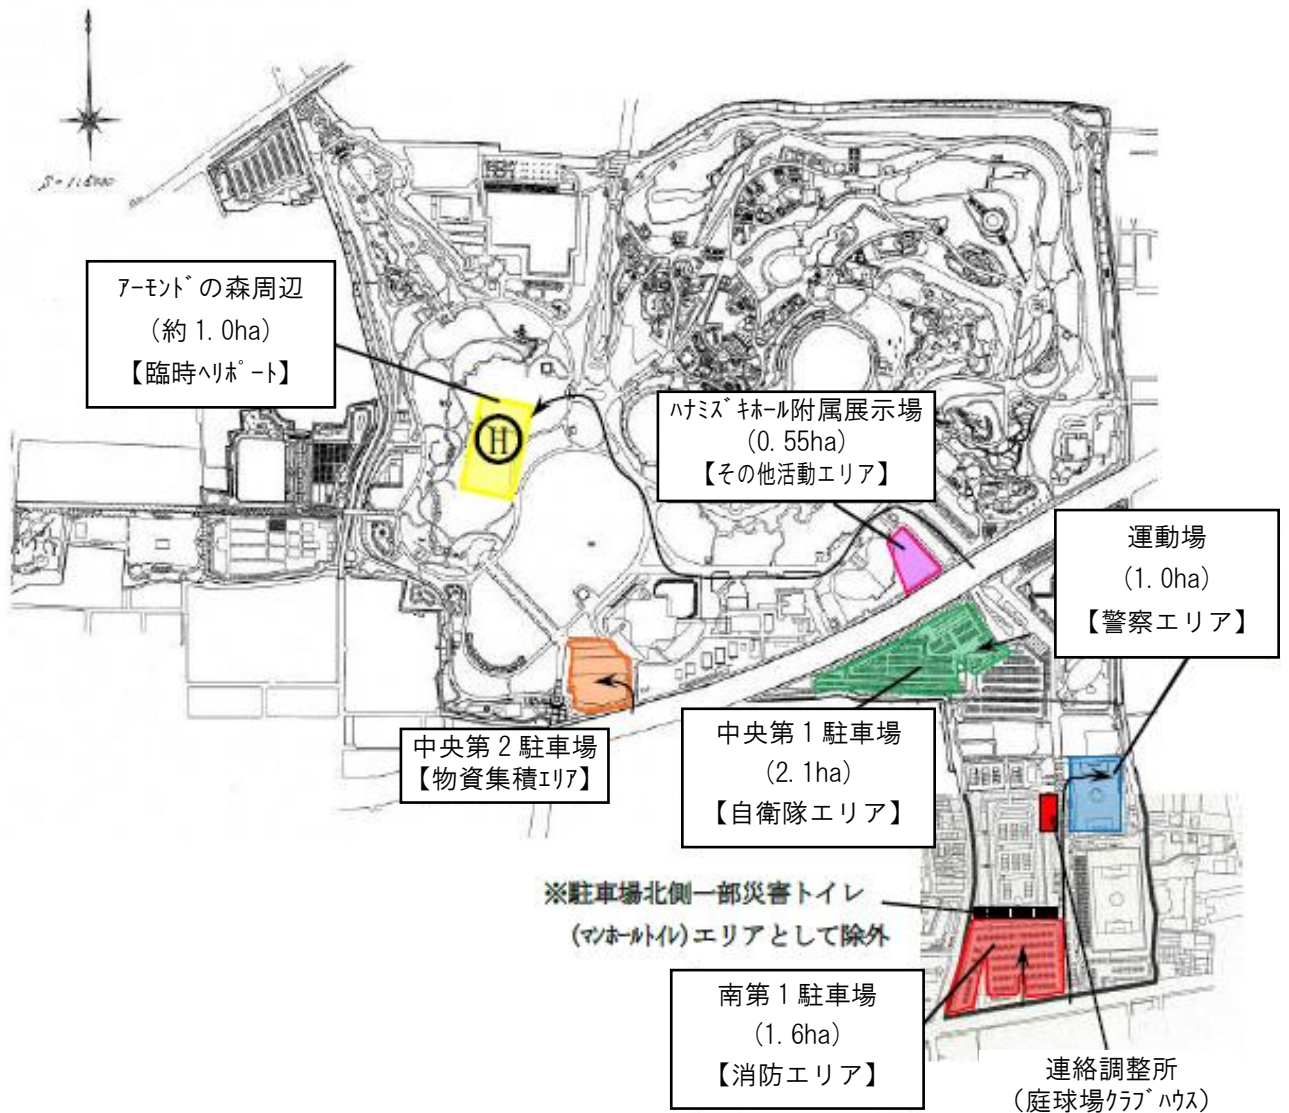 S=1:5000
アーモンドの森周辺
(約1.0ha)
【臨時ヘリポート】
H
ハナミズキホール附属展示場
(0.55ha)
【その他活動エリア】
運動場
(1.0ha)
【警察エリア】
中央第2駐車場
【物資集積エリア】
中央第1駐車場
(2.1ha)
【自衛隊エリア】
※駐車場北側一部災害トイレ
(マンホールトイレ)エリアとして除外
南第1駐車場
(1.6ha)
【消防エリア】
連絡調整所
(庭球場クラブハウス)